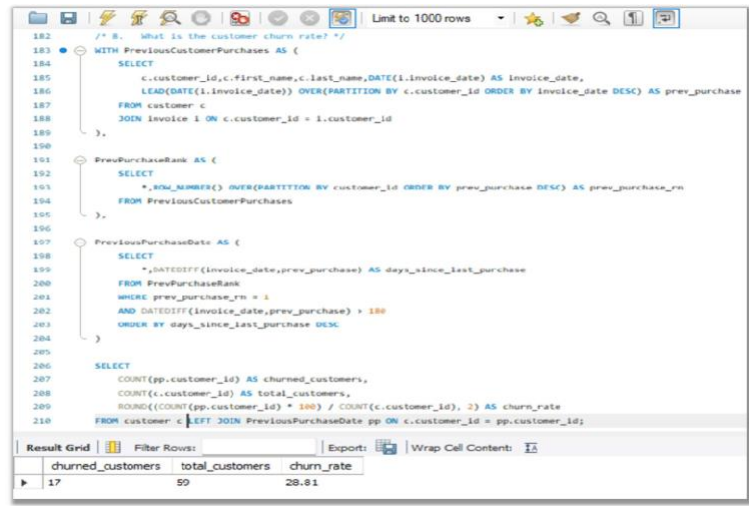 Limit to 1000 rows
182 /* 8. What is the customer churn rate? */
183 WITH PreviousCustomerPurchases AS (
184 SELECT
185 c.customer_id,c.first_name,c.last_name,DATE(i.invoice_date) AS invoice_date,
186 LEAD(DATE(i.invoice_date)) OVER(PARTITION BY c.customer_id ORDER BY invoice_date DESC) AS prev_purchase
187 FROM customer c
188 JOIN invoice i ON c.customer_id = i.customer_id
189 ),
190
191 PrevPurchaseRank AS (
192 SELECT
193 *,ROW_NUMBER() OVER(PARTITION BY customer_id ORDER BY prev_purchase DESC) AS prev_purchase_rn
194 FROM PreviousCustomerPurchases
195 ),
196
197 PreviousPurchaseDate AS (
198 SELECT
199 *,DATEDIFF(invoice_date,prev_purchase) AS days_since_last_purchase
200 FROM PrevPurchaseRank
201 WHERE prev_purchase_rn = 1
202 AND DATEDIFF(invoice_date,prev_purchase) > 180
203 ORDER BY days_since_last_purchase DESC
204 )
205
206 SELECT
207 COUNT(pp.customer_id) AS churned_customers,
208 COUNT(c.customer_id) AS total_customers,
209 ROUND((COUNT(pp.customer_id) * 100) / COUNT(c.customer_id), 2) AS churn_rate
210 FROM customer c LEFT JOIN PreviousPurchaseDate pp ON c.customer_id = pp.customer_id;
Result Grid Filter Rows: Export: Wrap Cell Content:
churned_customers total_customers churn_rate
17 59 28.81